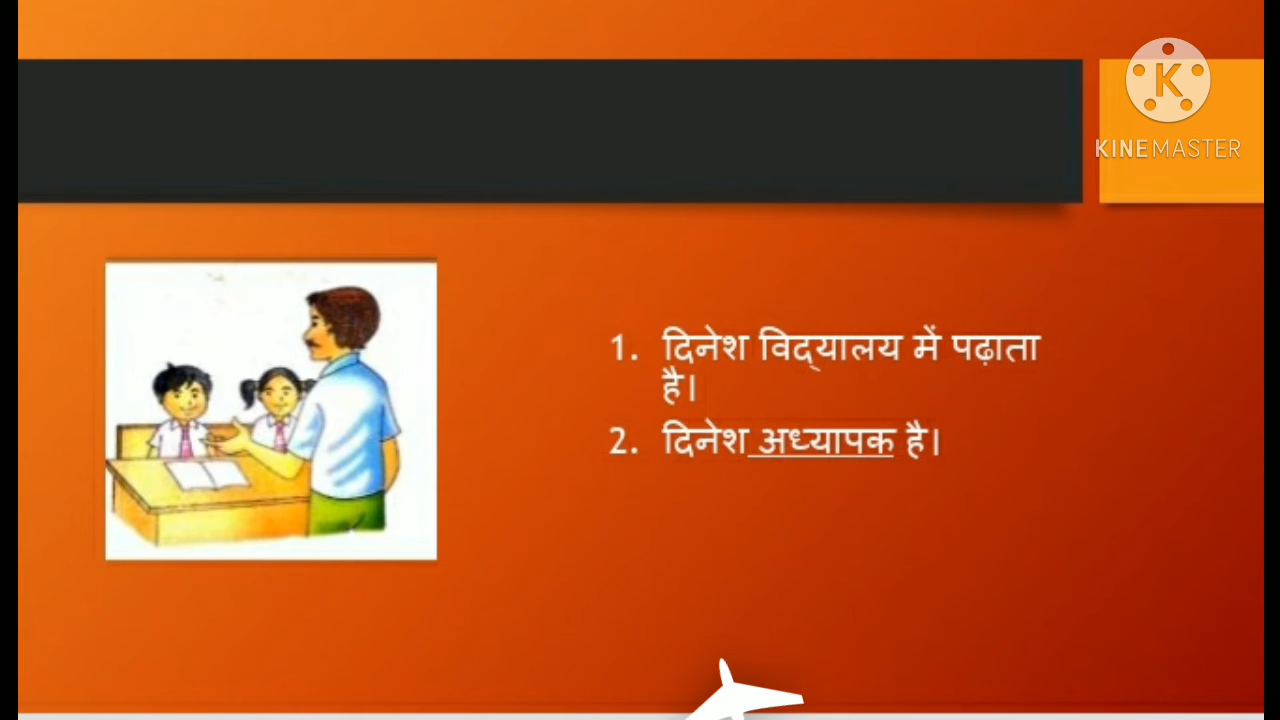 KINEMASTER
1. दिनेश विद्यालय में पढ़ाता
है।
2. दिनेश अध्यापक है।